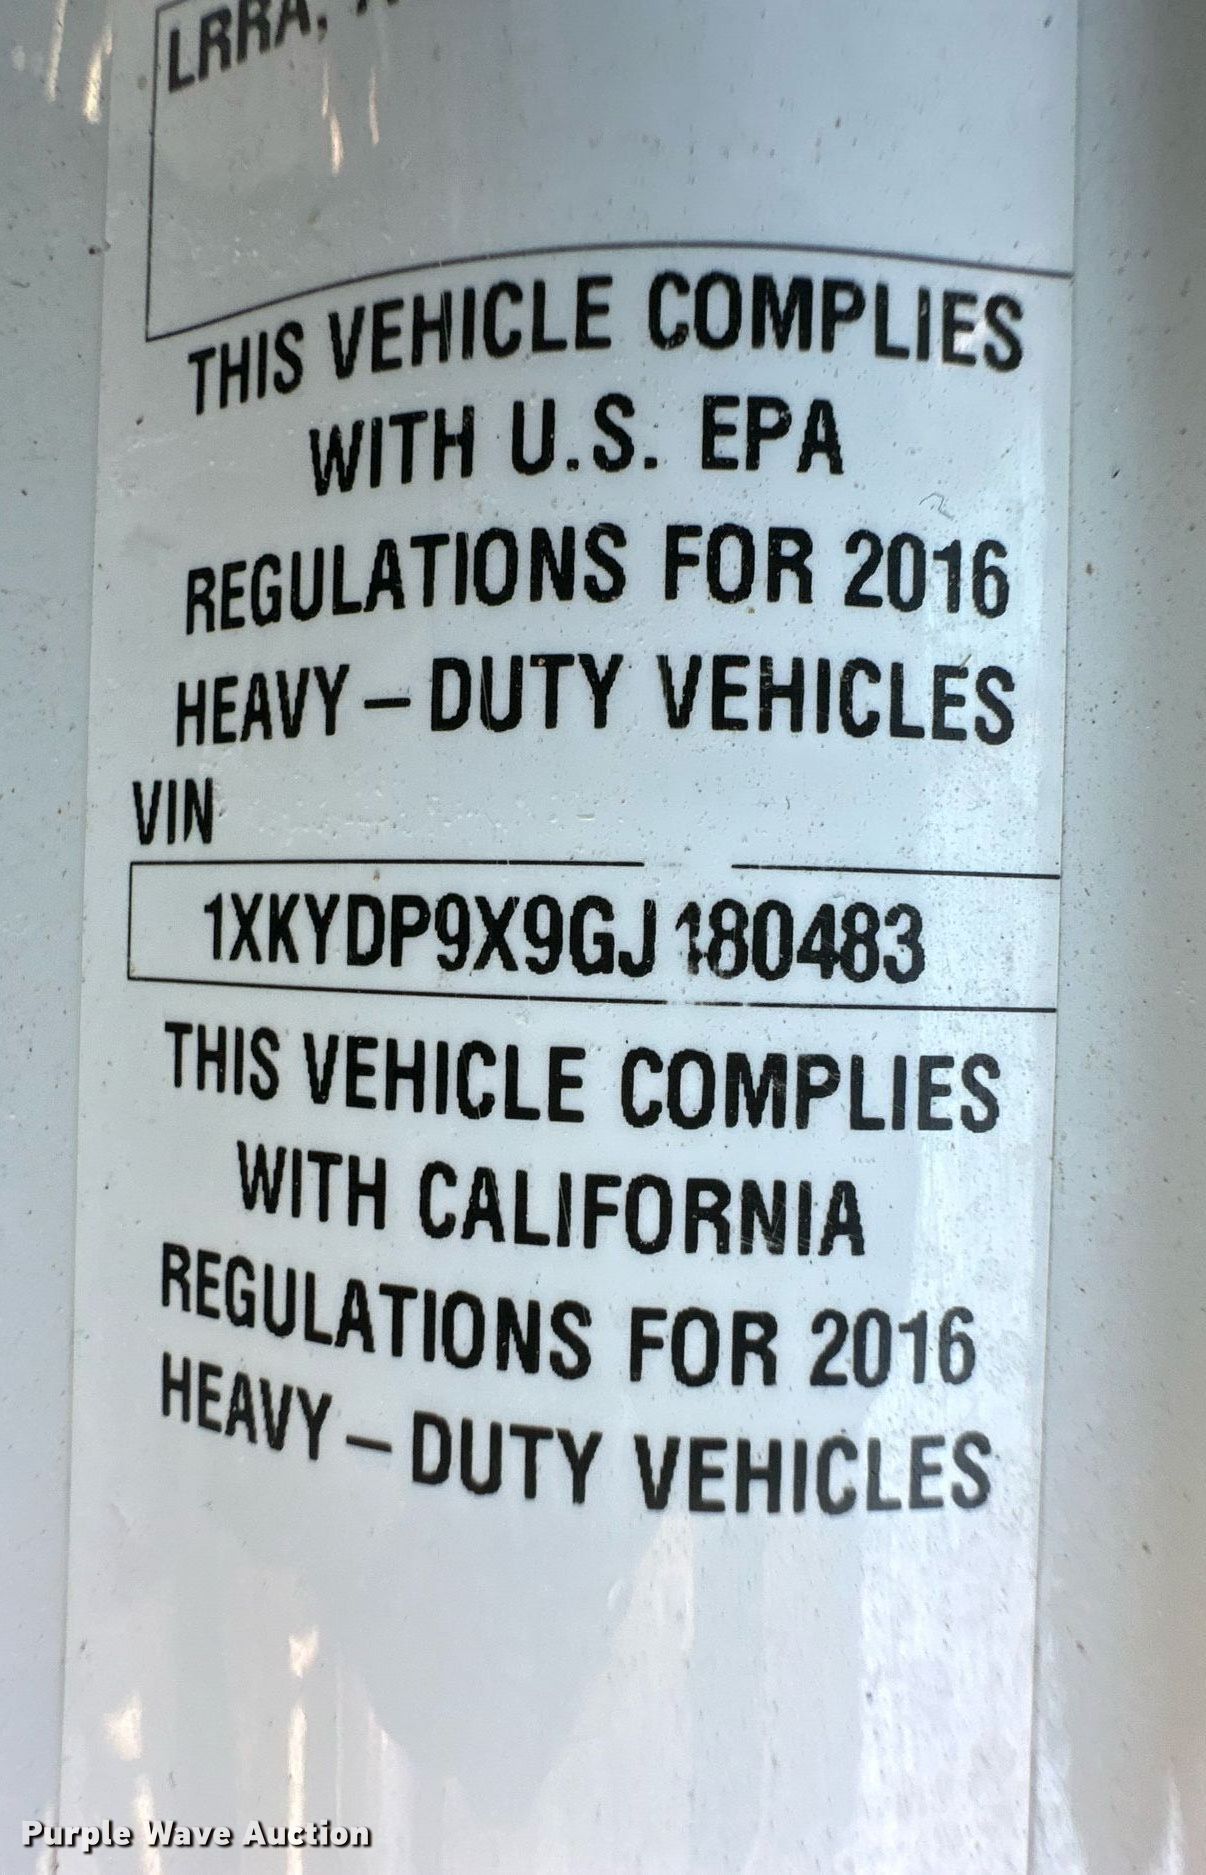 LRRA,
THIS VEHICLE COMPLIES
WITH U.S. EPA
REGULATIONS FOR 2016
HEAVY – DUTY VEHICLES
VIN
1XKYDP9X9GJ180483
THIS VEHICLE COMPLIES
WITH CALIFORNIA
REGULATIONS FOR 2016
HEAVY – DUTY VEHICLES
Purple Wave Auction